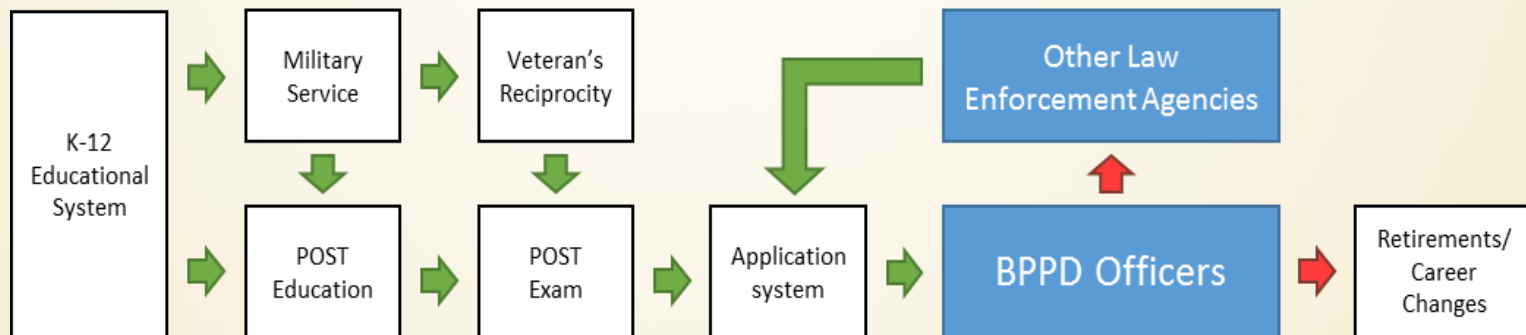 K-12
Educational
System
Military
Service
Veteran’s
Reciprocity
Other Law
Enforcement Agencies
POST
Education
POST
Exam
Application
system
BPPD Officers
Retirements/
Career
Changes